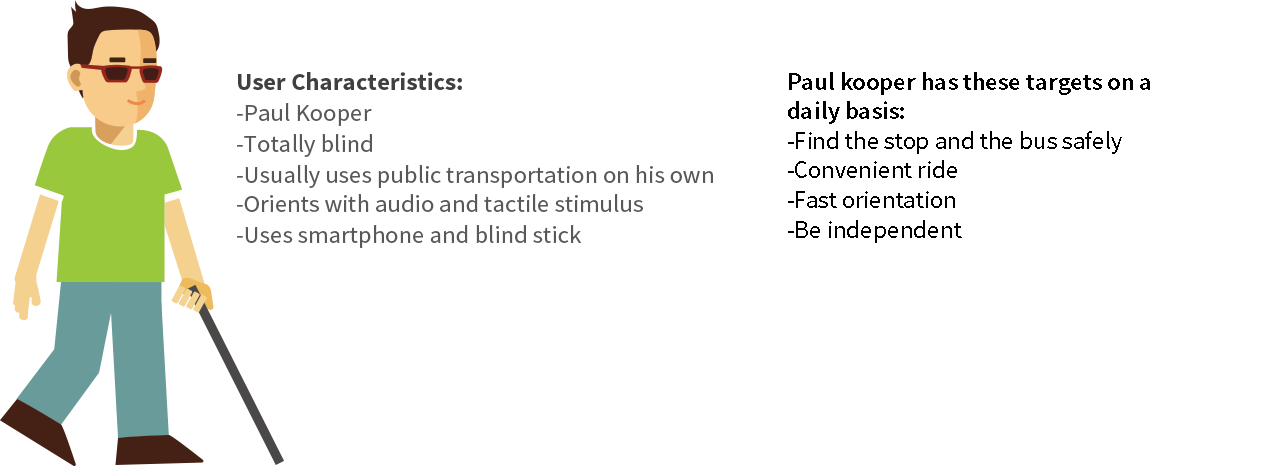 User Characteristics:
-Paul Kooper
-Totally blind
-Usually uses public transportation on his own
-Orients with audio and tactile stimulus
-Uses smartphone and blind stick
Paul kooper has these targets on a
daily basis:
-Find the stop and the bus safely
-Convenient ride
-Fast orientation
-Be independent